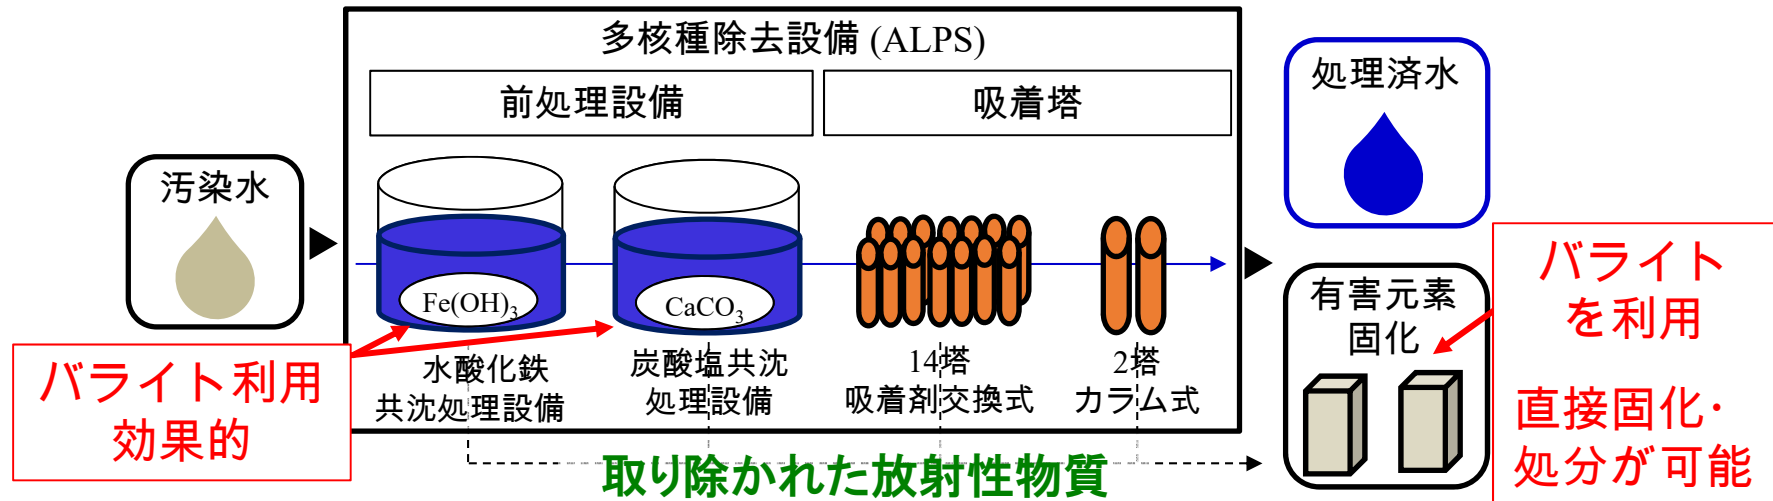 多核種除去設備 (ALPS)
前処理設備
吸着塔
汚染水
処理済水
Fe(OH)3
CaCO3
水酸化鉄
共沈処理設備
炭酸塩共沈
処理設備
14塔
吸着剤交換式
2塔
カラム式
有害元素
固化
バライト利用
効果的
バライト
を利用
直接固化・
処分が可能
取り除かれた放射性物質